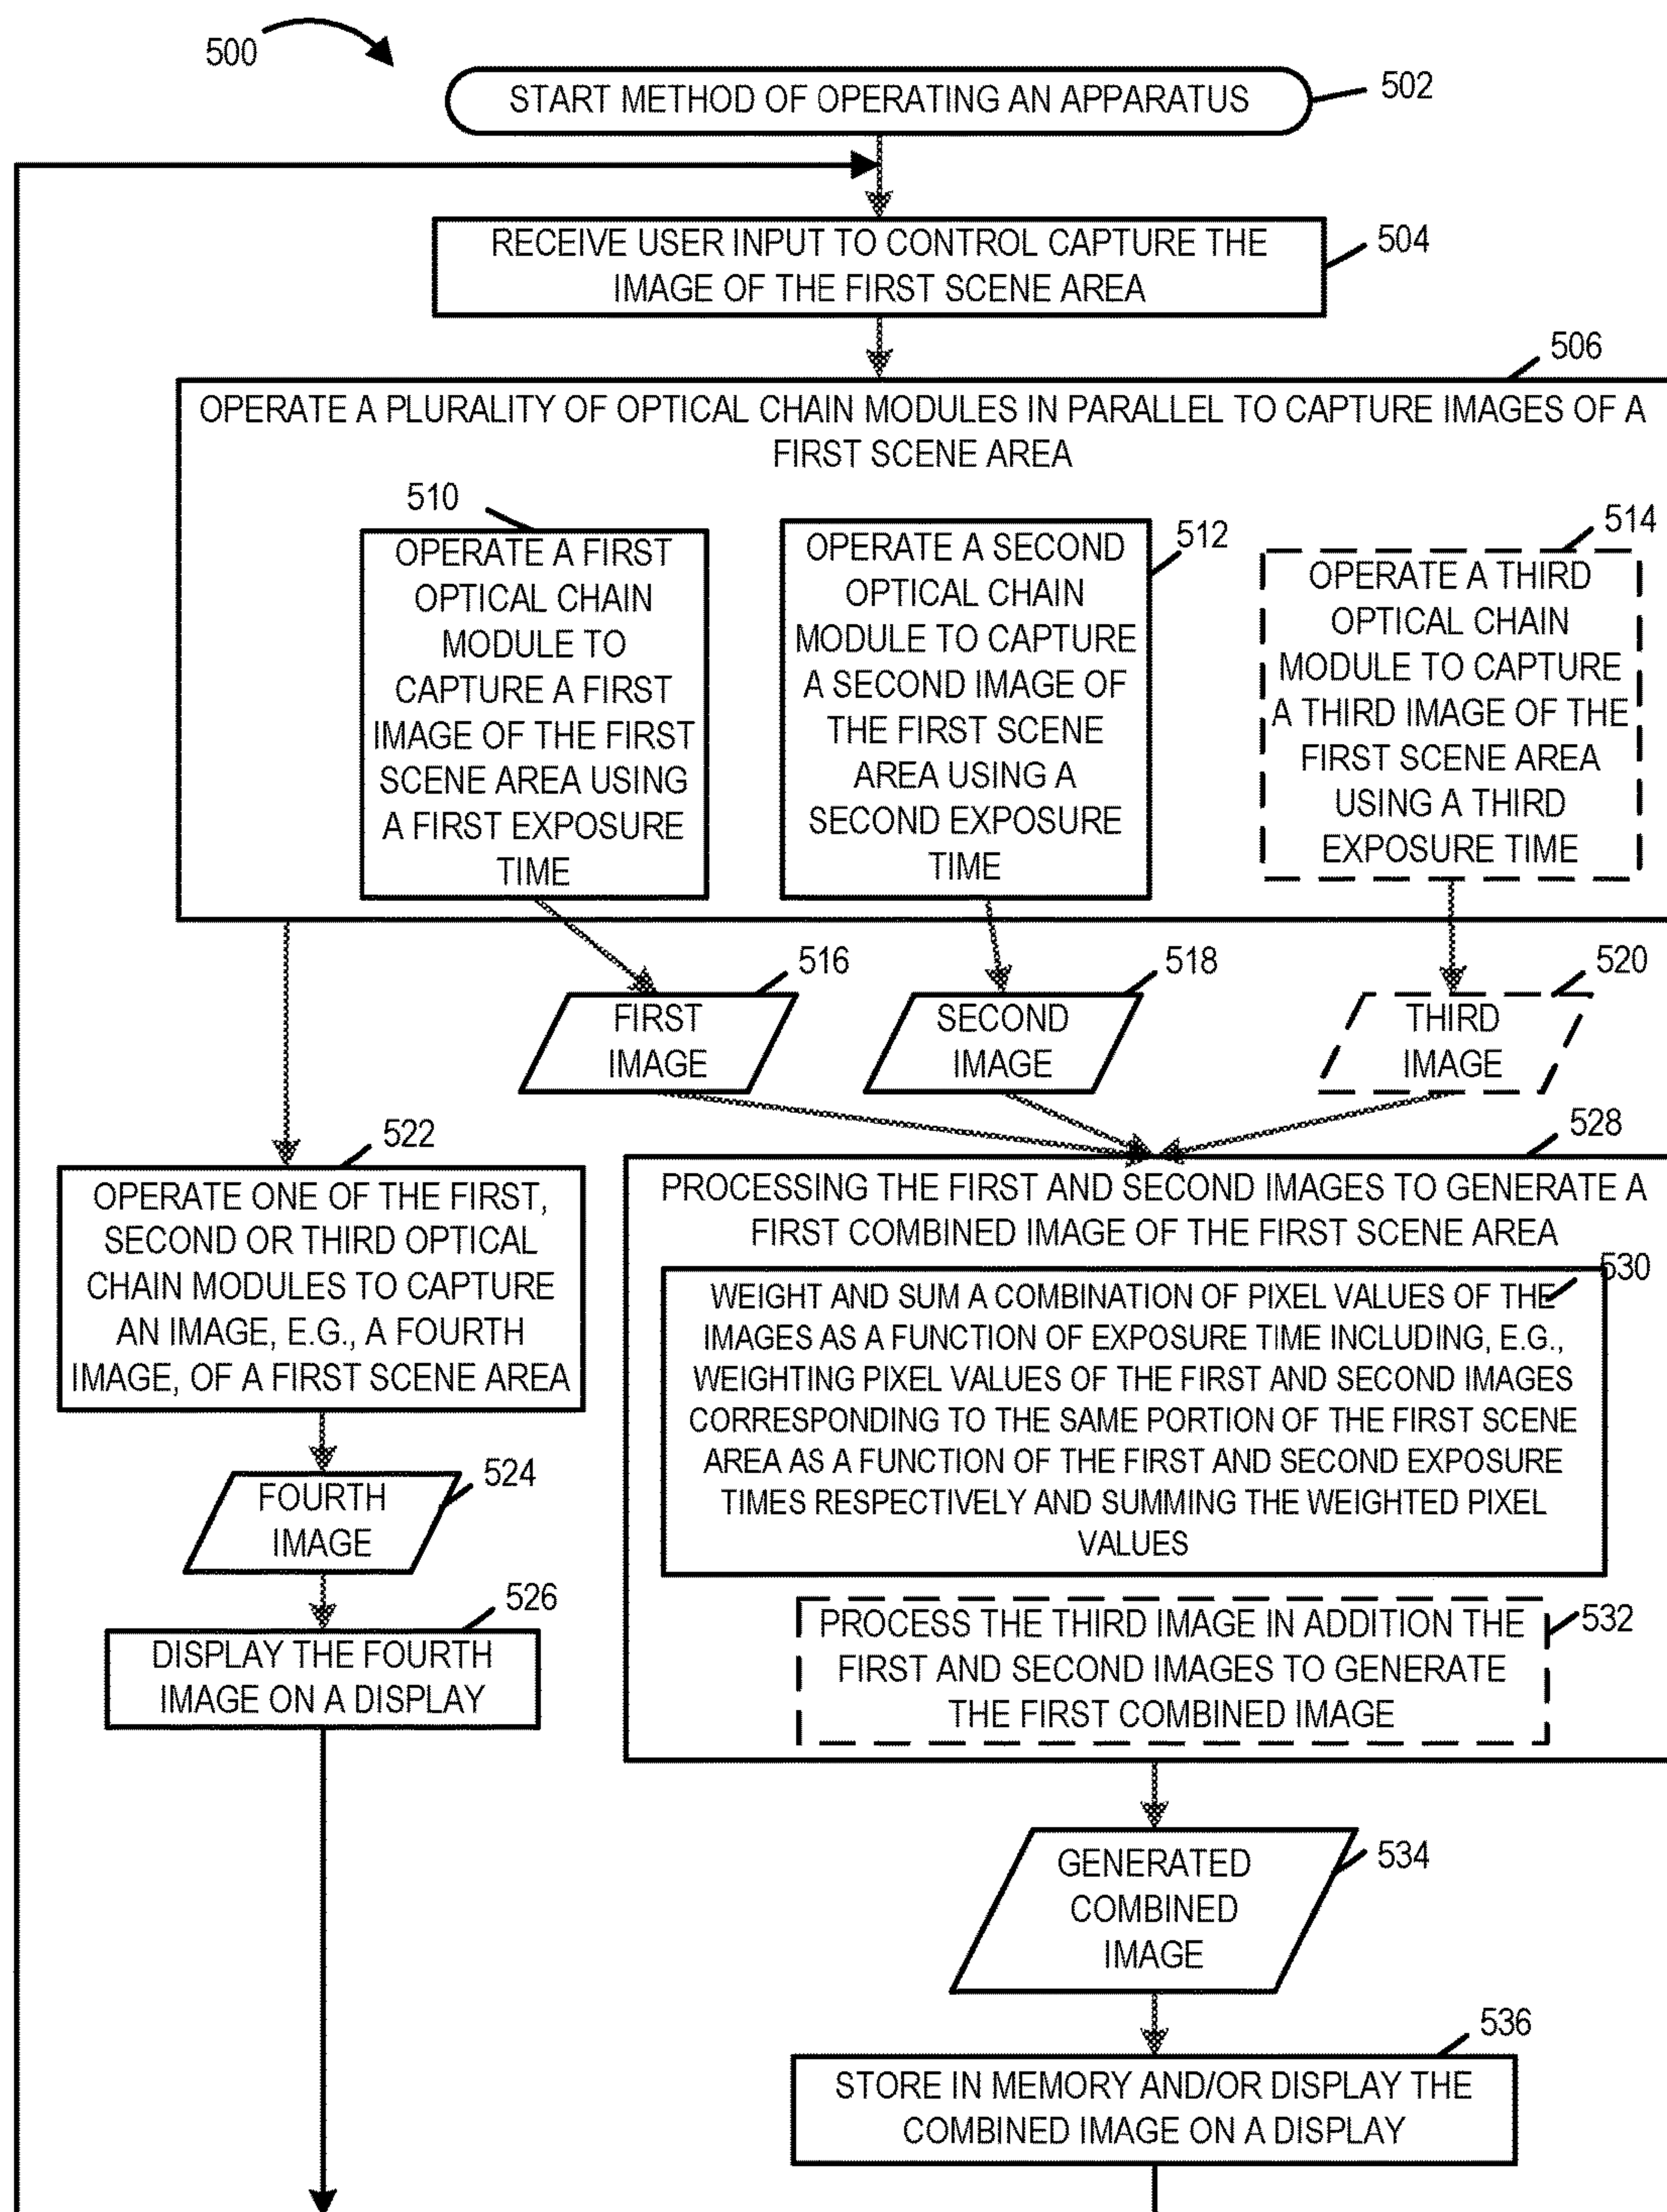 500
START METHOD OF OPERATING AN APPARATUS
502
RECEIVE USER INPUT TO CONTROL CAPTURE THE
IMAGE OF THE FIRST SCENE AREA
504
506
OPERATE A PLURALITY OF OPTICAL CHAIN MODULES IN PARALLEL TO CAPTURE IMAGES OF A
FIRST SCENE AREA
510
OPERATE A FIRST
OPTICAL CHAIN
MODULE TO
CAPTURE A FIRST
IMAGE OF THE FIRST
SCENE AREA USING
A FIRST EXPOSURE
TIME
512
OPERATE A SECOND
OPTICAL CHAIN
MODULE TO CAPTURE
A SECOND IMAGE OF
THE FIRST SCENE
AREA USING A
SECOND EXPOSURE
TIME
514
OPERATE A THIRD
OPTICAL CHAIN
MODULE TO CAPTURE
A THIRD IMAGE OF THE
FIRST SCENE AREA
USING A THIRD
EXPOSURE TIME
516
FIRST
IMAGE
518
SECOND
IMAGE
520
THIRD
IMAGE
522
OPERATE ONE OF THE FIRST,
SECOND OR THIRD OPTICAL
CHAIN MODULES TO CAPTURE
AN IMAGE, E.G., A FOURTH
IMAGE, OF A FIRST SCENE AREA
524
FOURTH
IMAGE
526
DISPLAY THE FOURTH
IMAGE ON A DISPLAY
528
PROCESSING THE FIRST AND SECOND IMAGES TO GENERATE A
FIRST COMBINED IMAGE OF THE FIRST SCENE AREA
530
WEIGHT AND SUM A COMBINATION OF PIXEL VALUES OF THE
IMAGES AS A FUNCTION OF EXPOSURE TIME INCLUDING, E.G.,
WEIGHTING PIXEL VALUES OF THE FIRST AND SECOND IMAGES
CORRESPONDING TO THE SAME PORTION OF THE FIRST SCENE
AREA AS A FUNCTION OF THE FIRST AND SECOND EXPOSURE
TIMES RESPECTIVELY AND SUMMING THE WEIGHTED PIXEL
VALUES
532
PROCESS THE THIRD IMAGE IN ADDITION THE
FIRST AND SECOND IMAGES TO GENERATE
THE FIRST COMBINED IMAGE
534
GENERATED
COMBINED
IMAGE
536
STORE IN MEMORY AND/OR DISPLAY THE
COMBINED IMAGE ON A DISPLAY